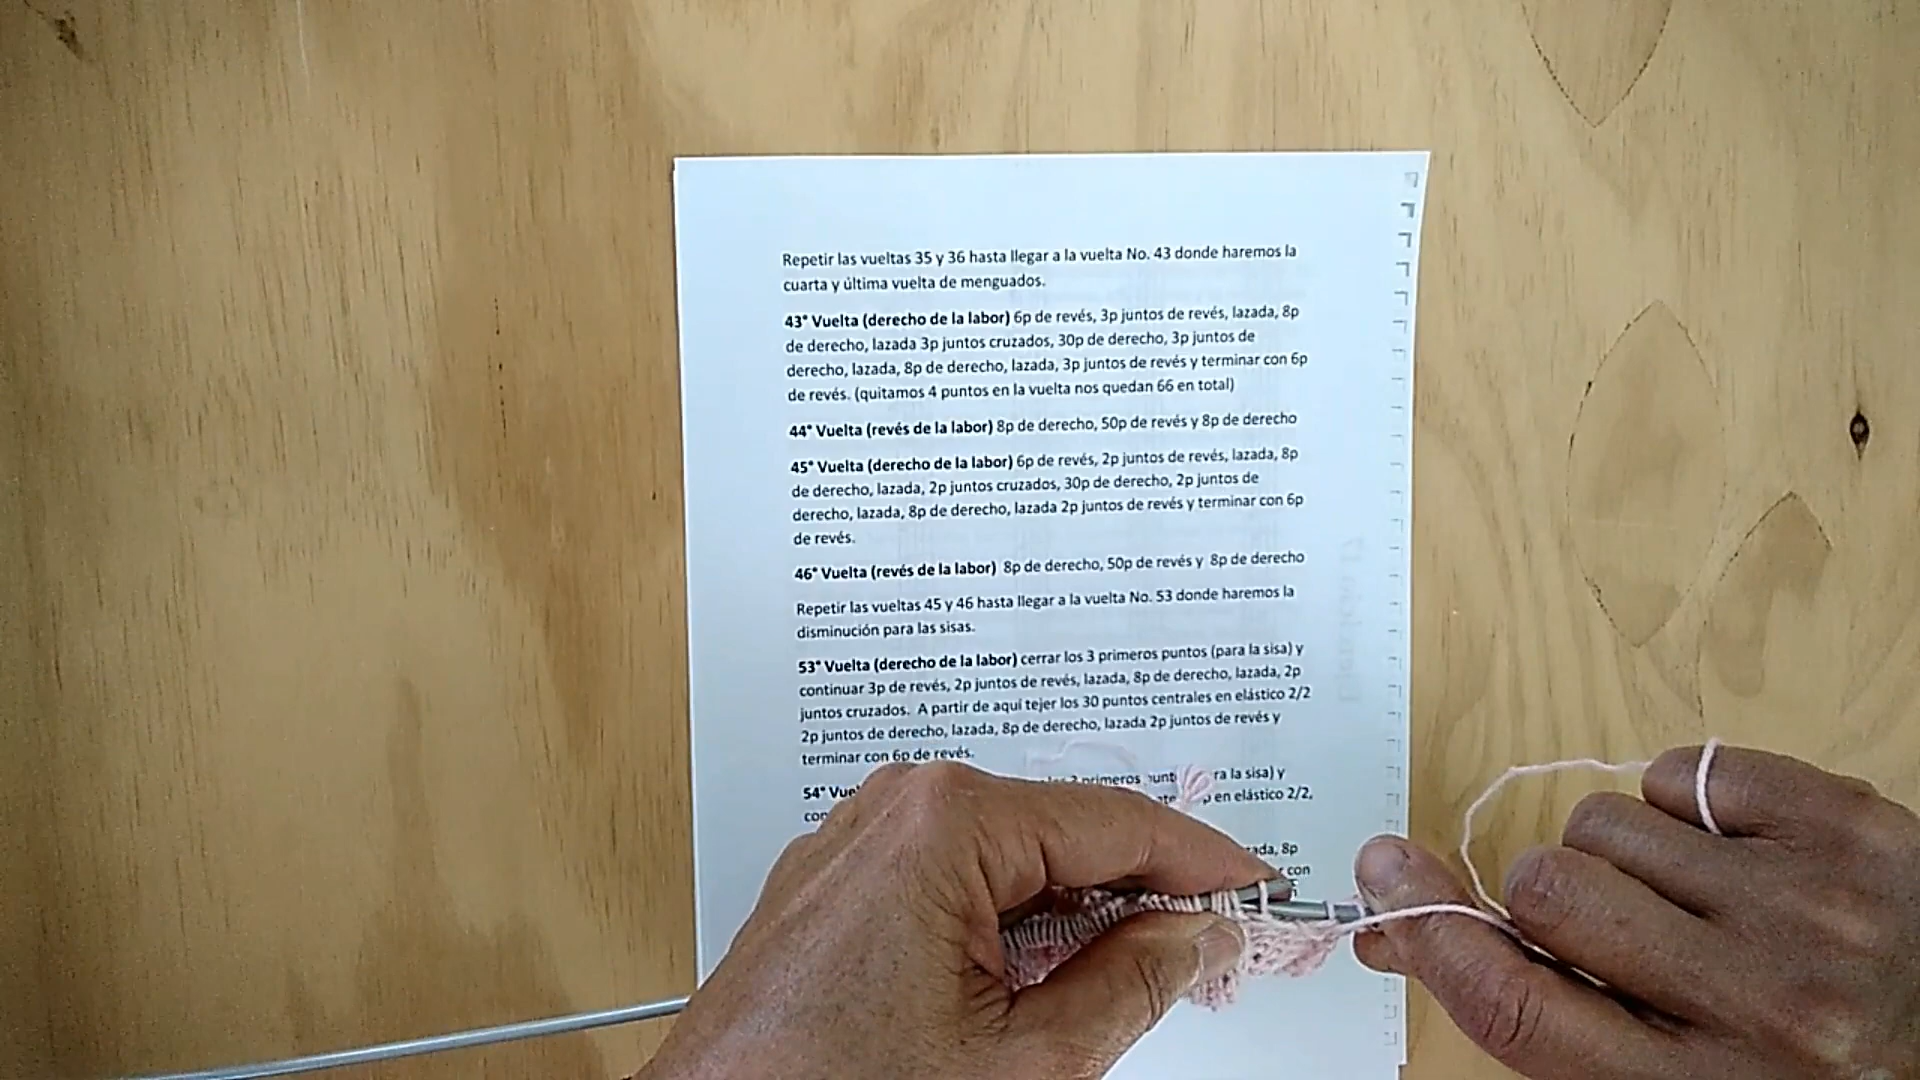 Repetir las vueltas 35 y 36 hasta llegar a la vuelta No. 43 donde haremos la
cuarta y última vuelta de menguados.
43° Vuelta (derecho de la labor) 6p de revés, 3p juntos de revés, lazada, 8p
de derecho, lazada 3p juntos cruzados, 30p de derecho, 3p juntos de
derecho, lazada, 8p de derecho, lazada, 3p juntos de revés y terminar con 6p
de revés. (quitamos 4 puntos en la vuelta nos quedan 66 en total)
44° Vuelta (revés de la labor) 8p de derecho, 50p de revés y 8p de derecho
45° Vuelta (derecho de la labor) 6p de revés, 2p juntos de revés, lazada, 8p
de derecho, lazada, 2p juntos cruzados, 30p de derecho, 2p juntos de
derecho, lazada, 8p de derecho, lazada 2p juntos de revés y terminar con 6p
de revés.
46° Vuelta (revés de la labor) 8p de derecho, 50p de revés y 8p de derecho
Repetir las vueltas 45 y 46 hasta llegar a la vuelta No. 53 donde haremos la
disminución para las sisas.
53° Vuelta (derecho de la labor) cerrar los 3 primeros puntos (para la sisa) y
continuar 3p de revés, 2p juntos de revés, lazada, 8p de derecho, lazada, 2p
juntos cruzados. A partir de aquí tejer los 30 puntos centrales en elástico 2/2
2p juntos de derecho, lazada, 8p de derecho, lazada 2p juntos de revés y
terminar con 6p de revés.
54° primeros la sisa) y
en elástico 2/2,
8p
con